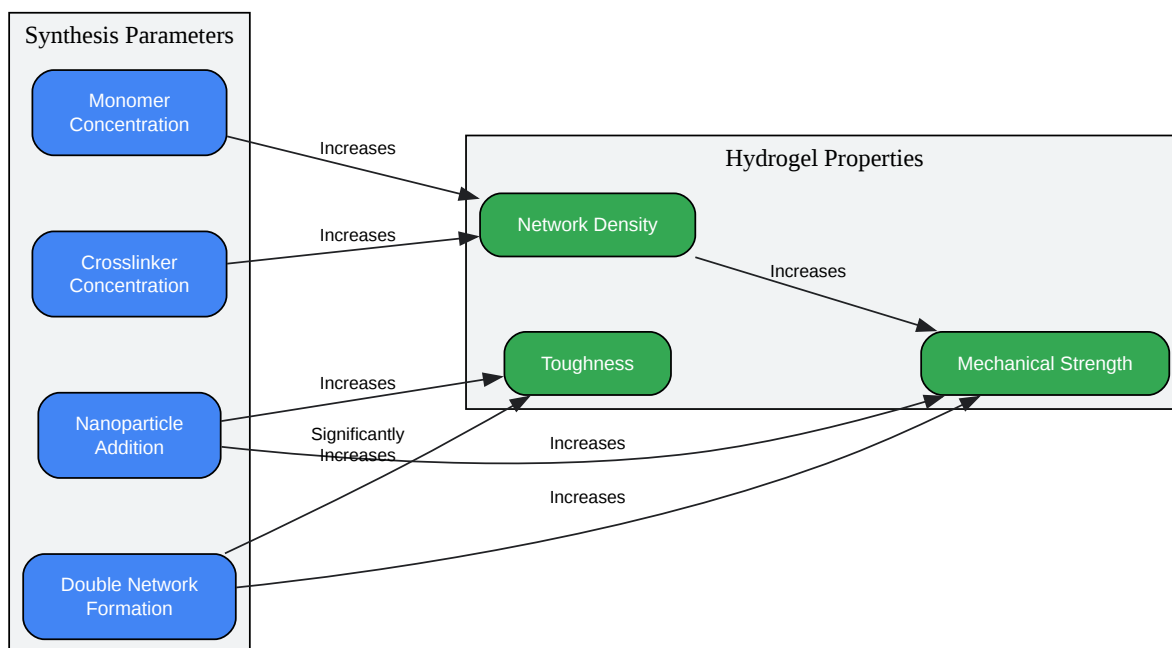 Synthesis Parameters
Monomer
Concentration
Increases
Hydrogel Properties
Network Density
Crosslinker
Concentration
Increases
Increases
Toughness
Mechanical Strength
Increases
Nanoparticle
Addition
Significantly
Increases
Increases
Increases
Double Network
Formation